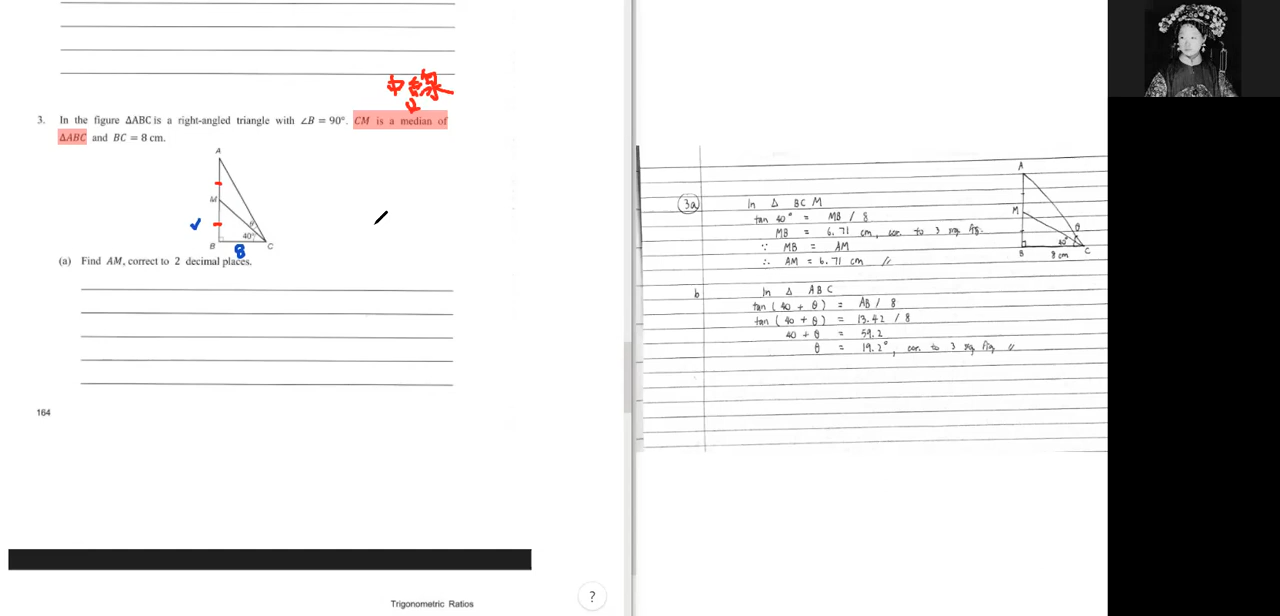 中線
3. In the figure ΔABC is a right-angled triangle with ∠B = 90°. CM is a median of
ΔABC and BC = 8 cm.
A
M
θ
40°
B
8
C
(a) Find AM, correct to 2 decimal places.
164
Trigonometric Ratios
?
3a
In Δ BCM
tan 40° = MB / 8
MB = 6.71 cm, cor. to 3 sig fig.
∵ MB = AM
∴ AM = 6.71 cm //
b
In Δ ABC
tan (40 + θ) = AB / 8
tan (40 + θ) = 13.42 / 8
40 + θ = 59.2
θ = 19.2°, cor. to 3 sig fig //
A
M
θ
40°
B
8 cm
C